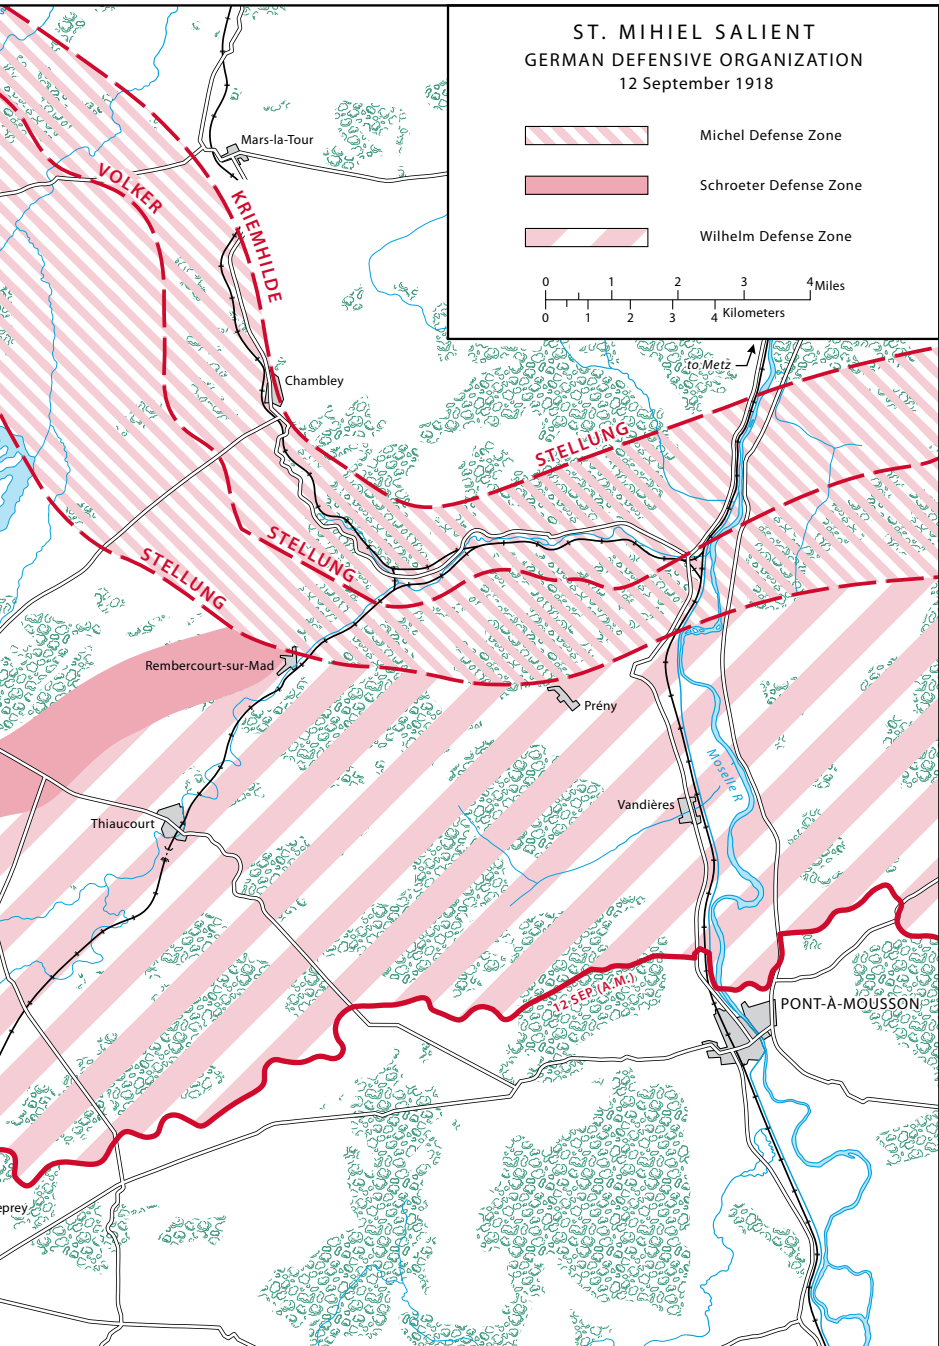 ST. MIHIEL SALIENT
GERMAN DEFENSIVE ORGANIZATION
12 September 1918
Michel Defense Zone
Schroeter Defense Zone
Wilhelm Defense Zone
0 1 2 3 4 Miles
0 1 2 3 4 Kilometers
Mars-la-Tour
VOLKER
KRIEMHILDE
to Metz
Chambley
STELLUNG
STELLUNG
STELLUNG
Rembercourt-sur-Mad
Prény
Moselle R
Vandières
Thiaucourt
12 SEP (A.M.)
PONT-À-MOUSSON
eprey